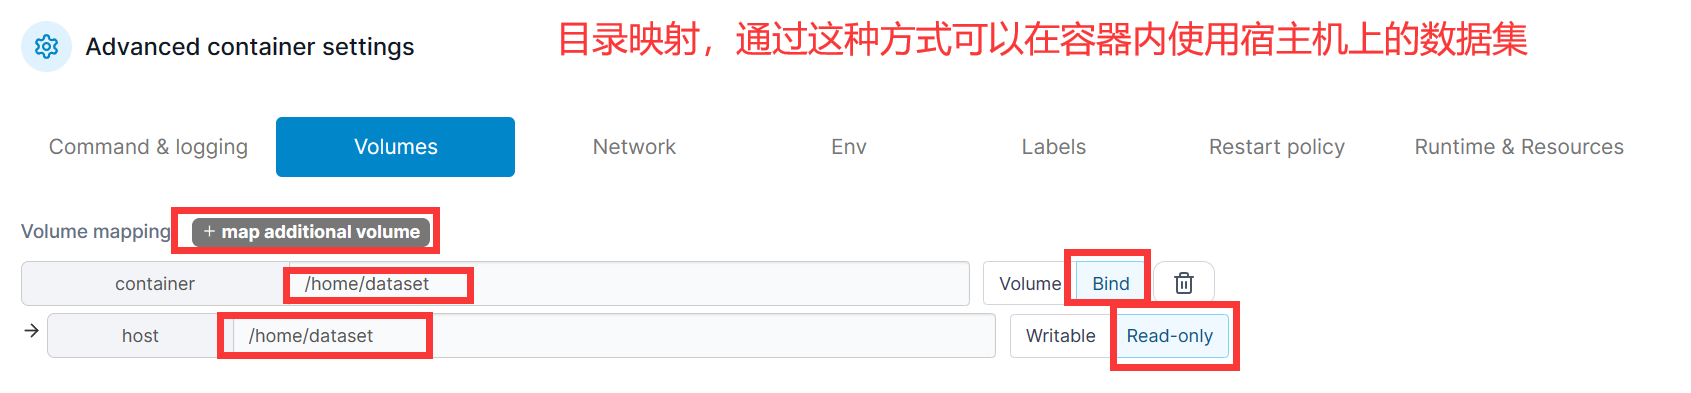 Advanced container settings
目录映射，通过这种方式可以在容器内使用宿主机上的数据集
Command & logging Volumes Network Env Labels Restart policy Runtime & Resources
Volume mapping + map additional volume
container /home/dataset Volume Bind
→ host /home/dataset Writable Read-only